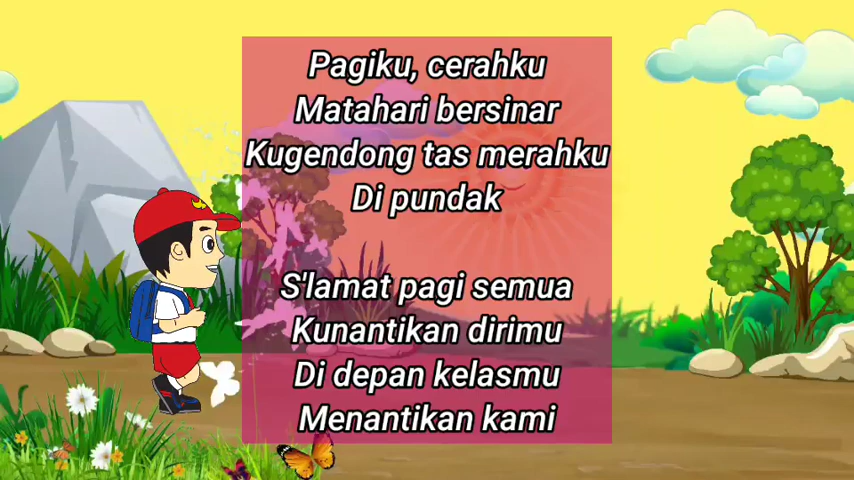 Pagiku, cerahku
Matahari bersinar
Kugendong tas merahku
Di pundak
S'lamat pagi semua
Kunantikan dirimu
Di depan kelasmu
Menantikan kami